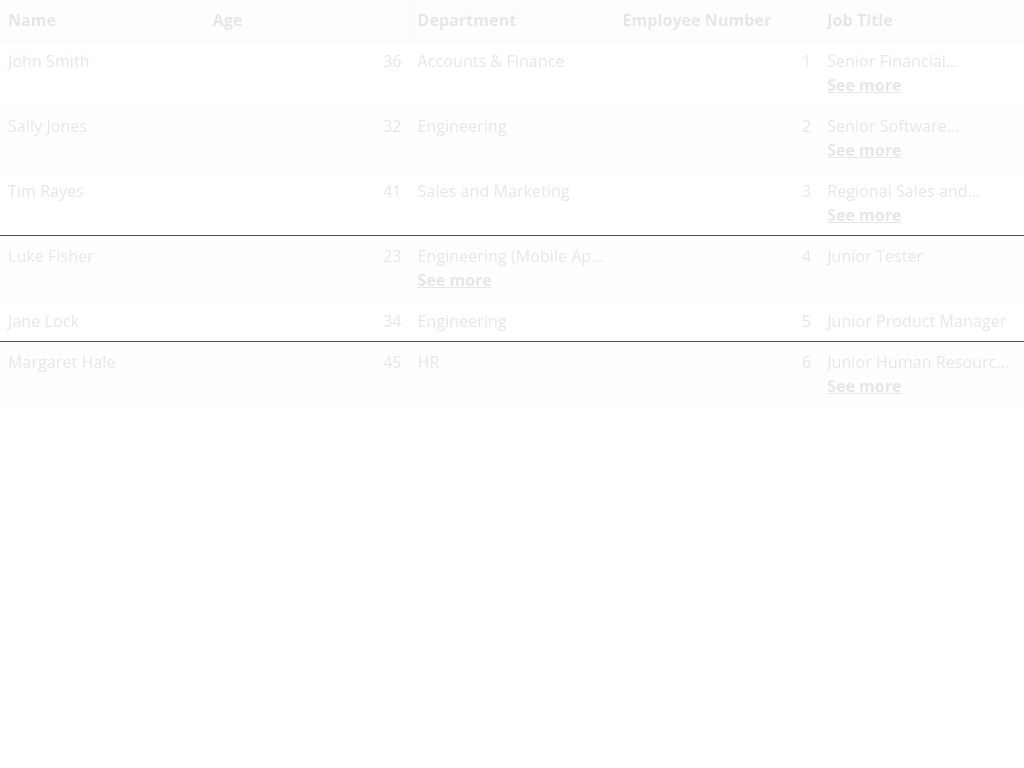 Name Age Department Employee Number Job Title
John Smith 36 Accounts & Finance 1 Senior Financial...
See more
Sally Jones 32 Engineering 2 Senior Software...
See more
Tim Rayes 41 Sales and Marketing 3 Regional Sales and...
See more
Luke Fisher 23 Engineering (Mobile Ap... 4 Junior Tester
See more
Jane Lock 34 Engineering 5 Junior Product Manager
Margaret Hale 45 HR 6 Junior Human Resourc...
See more